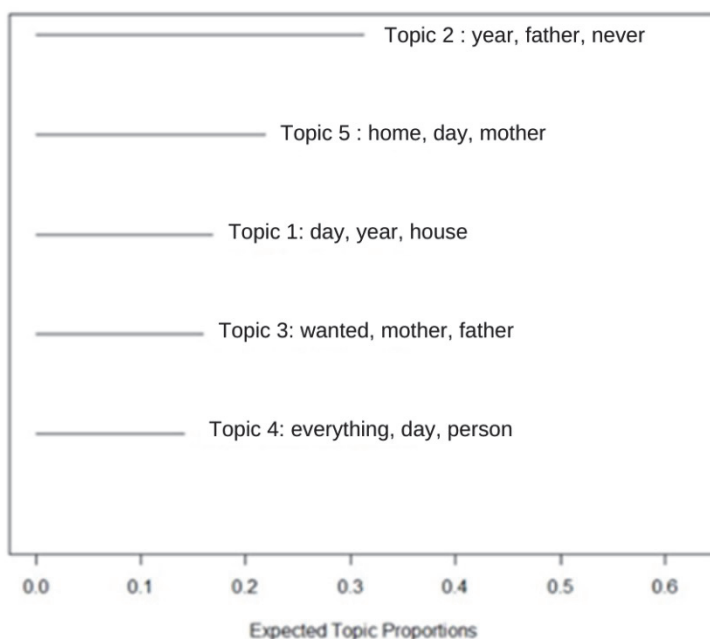 Topic 2 : year, father, never
Topic 5 : home, day, mother
Topic 1: day, year, house
Topic 3: wanted, mother, father
Topic 4: everything, day, person
0.0 0.1 0.2 0.3 0.4 0.5 0.6
Expected Topic Proportions